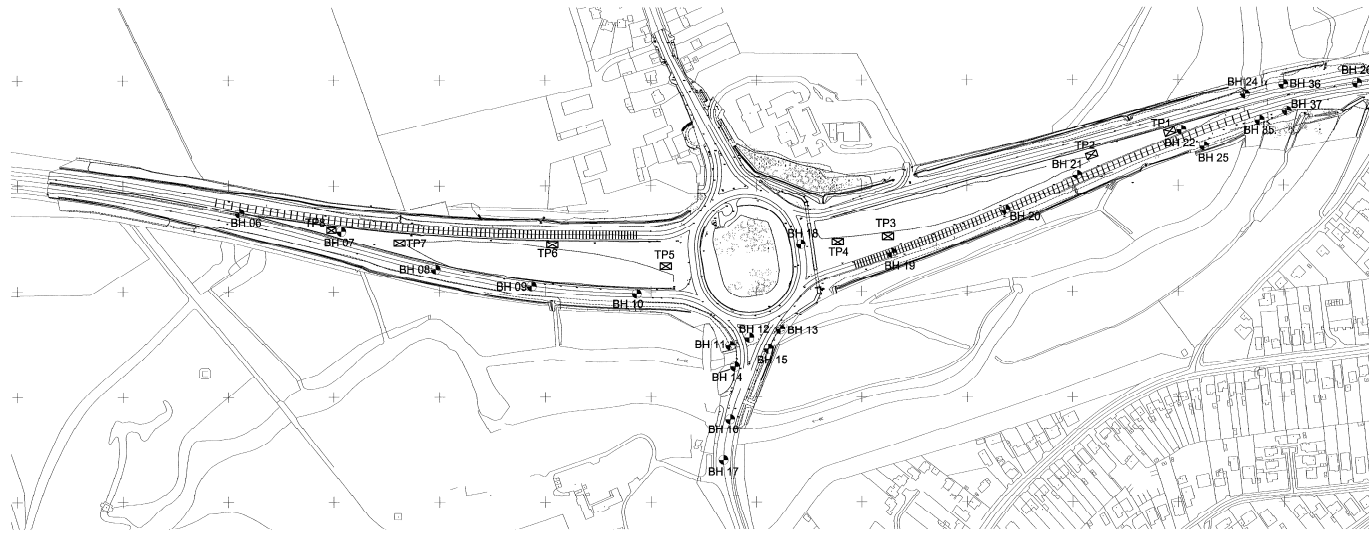 BH 24
BH 36
BH 26
BH 37
TP1
BH 35
BH 22
TP2
BH 25
BH 21
BH 06
BH 20
TP8
BH 07
TP7
TP6
TP5
BH 18
TP4
TP3
BH 19
BH 08
BH 09
BH 10
BH 12
BH 13
BH 11
BH 15
BH 14
BH 16
BH 17